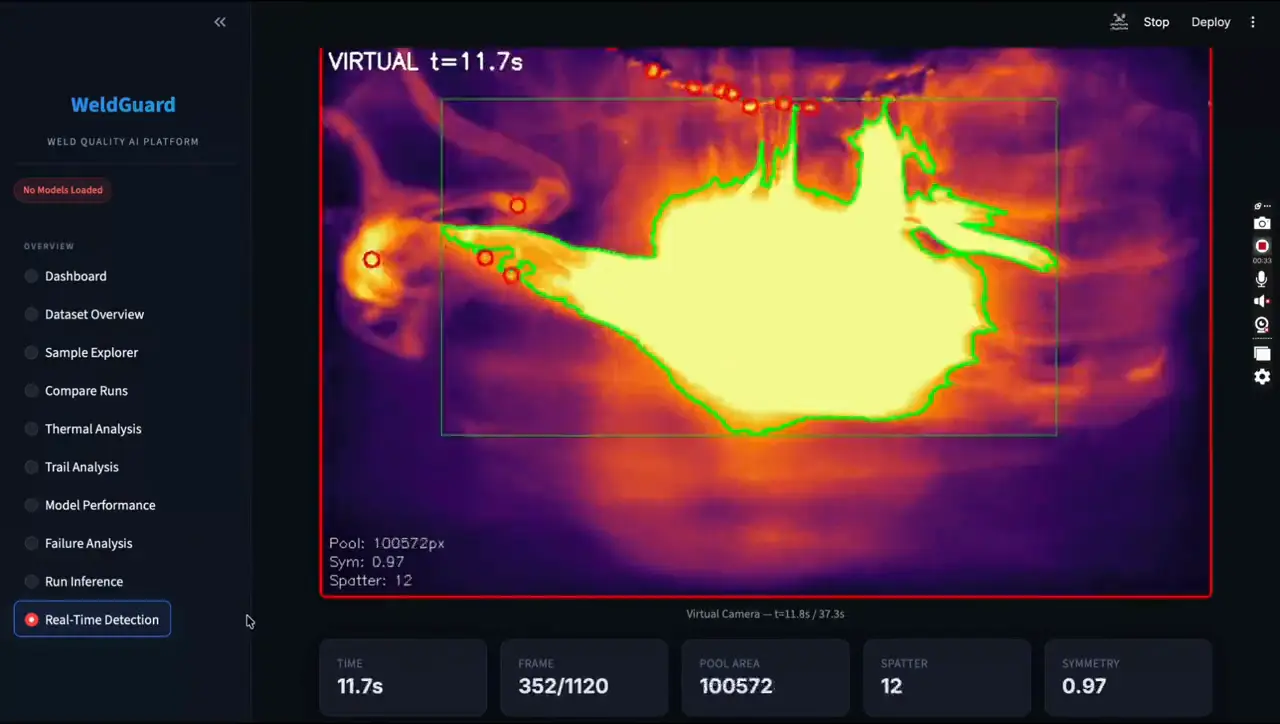 Stop
Deploy
VIRTUAL t=11.7s
WeldGuard
WELD QUALITY AI PLATFORM
No Models Loaded
OVERVIEW
Dashboard
Dataset Overview
Sample Explorer
Compare Runs
Thermal Analysis
Trail Analysis
Model Performance
Failure Analysis
Run Inference
Real-Time Detection
00:33
Pool: 100572px
Sym: 0.97
Spatter: 12
Virtual Camera — t=11.8s / 37.3s
TIME
11.7s
FRAME
352/1120
POOL AREA
100572
SPATTER
12
SYMMETRY
0.97